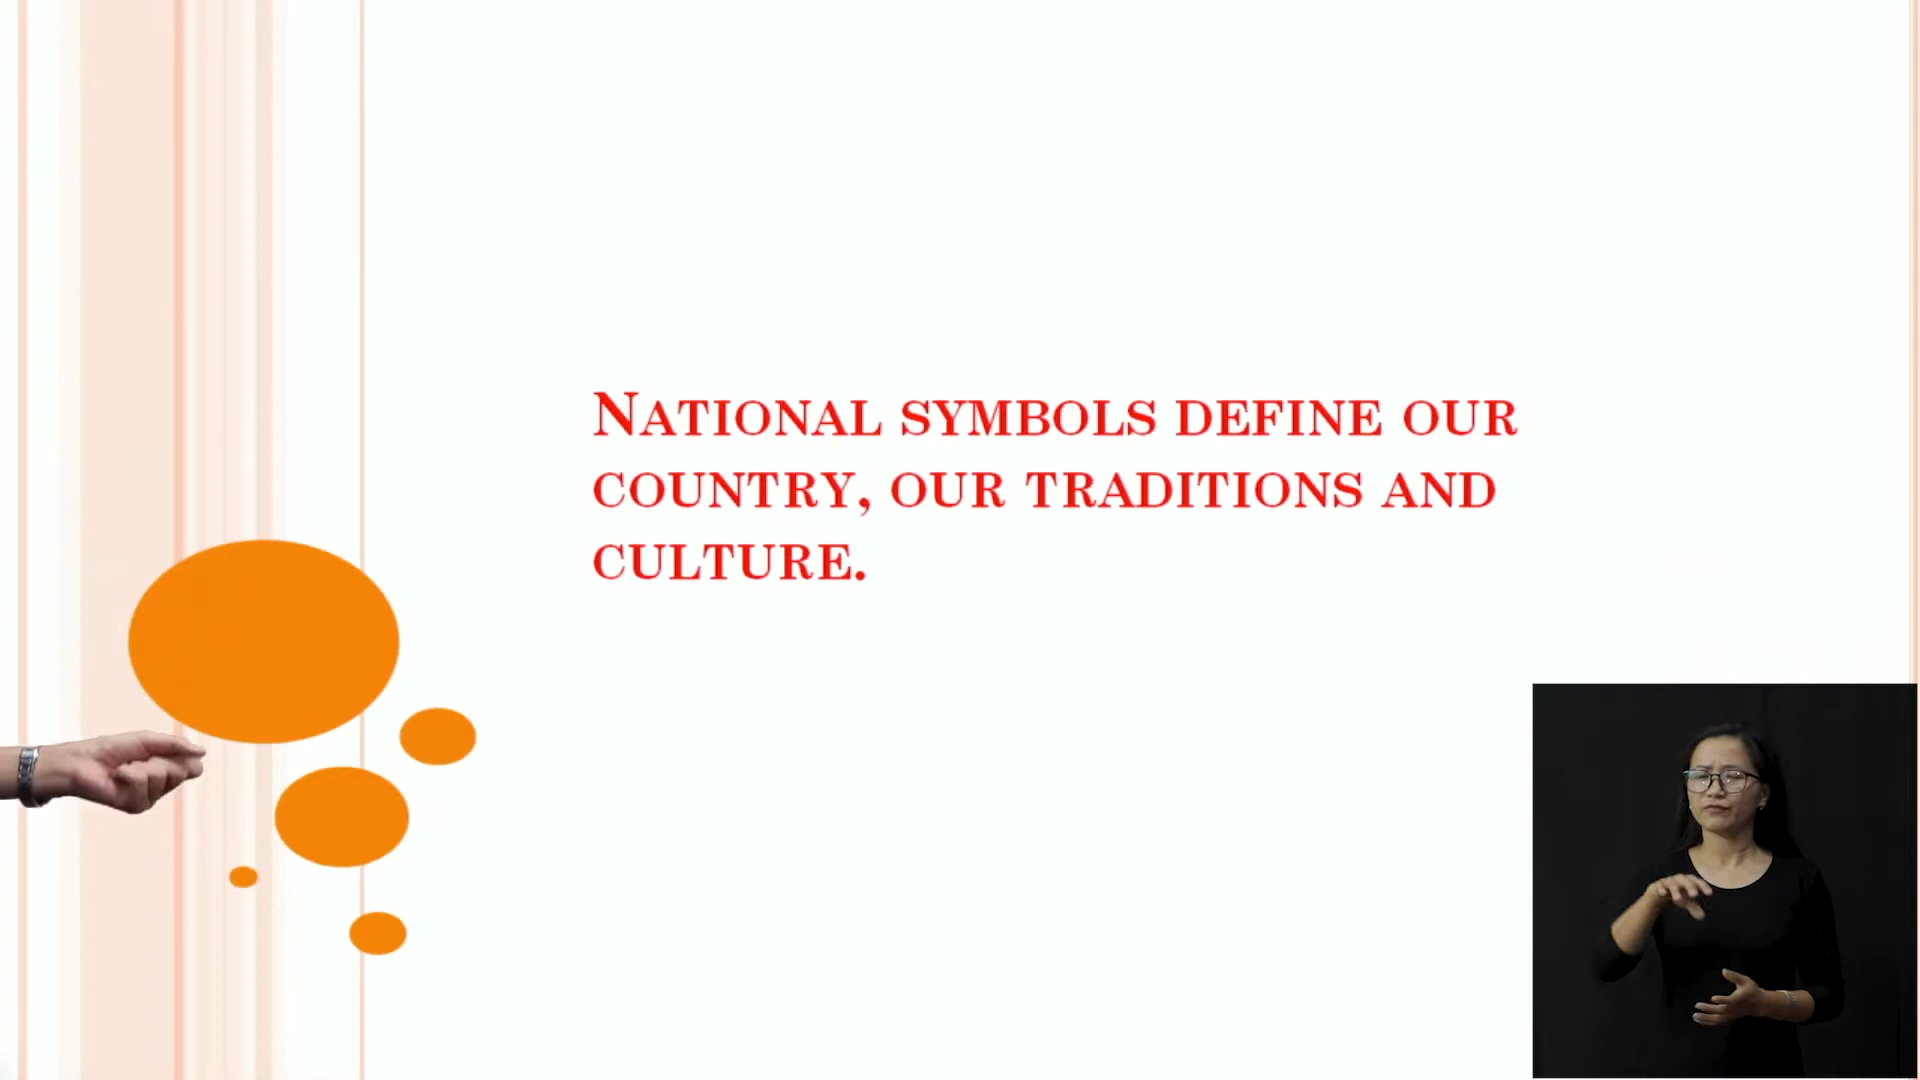 National symbols define our
country, our traditions and
culture.